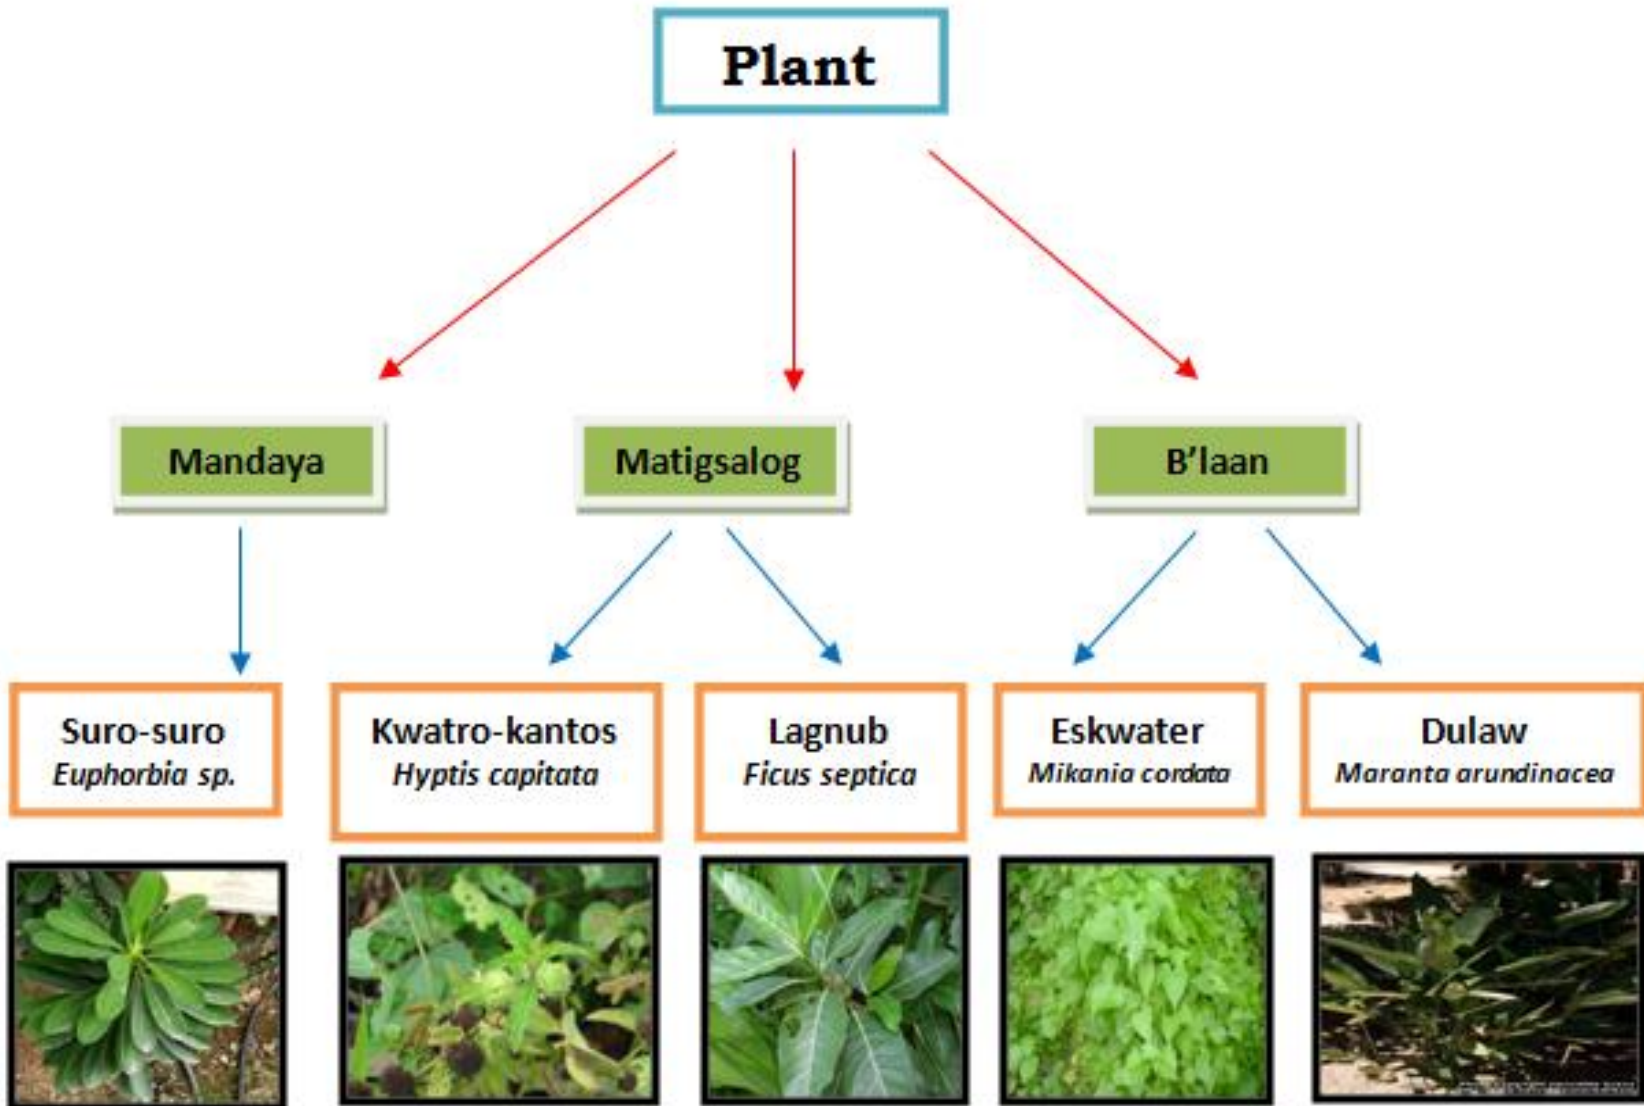 Plant
Mandaya
Matigsalog
B'laan
Suro-suro
Euphorbia sp.
Kwatro-kantos
Hyptis capitata
Lagnub
Ficus septica
Eskwater
Mikania cordata
Dulaw
Maranta arundinacea